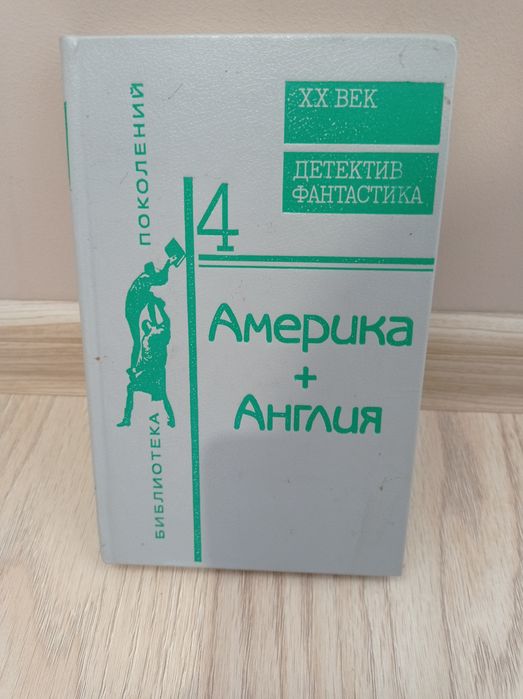 XX ВЕК
ДЕТЕКТИВ
ФАНТАСТИКА
4
Америка
+
Англия
БИБЛИОТЕКА ПОКОЛЕНИЙ